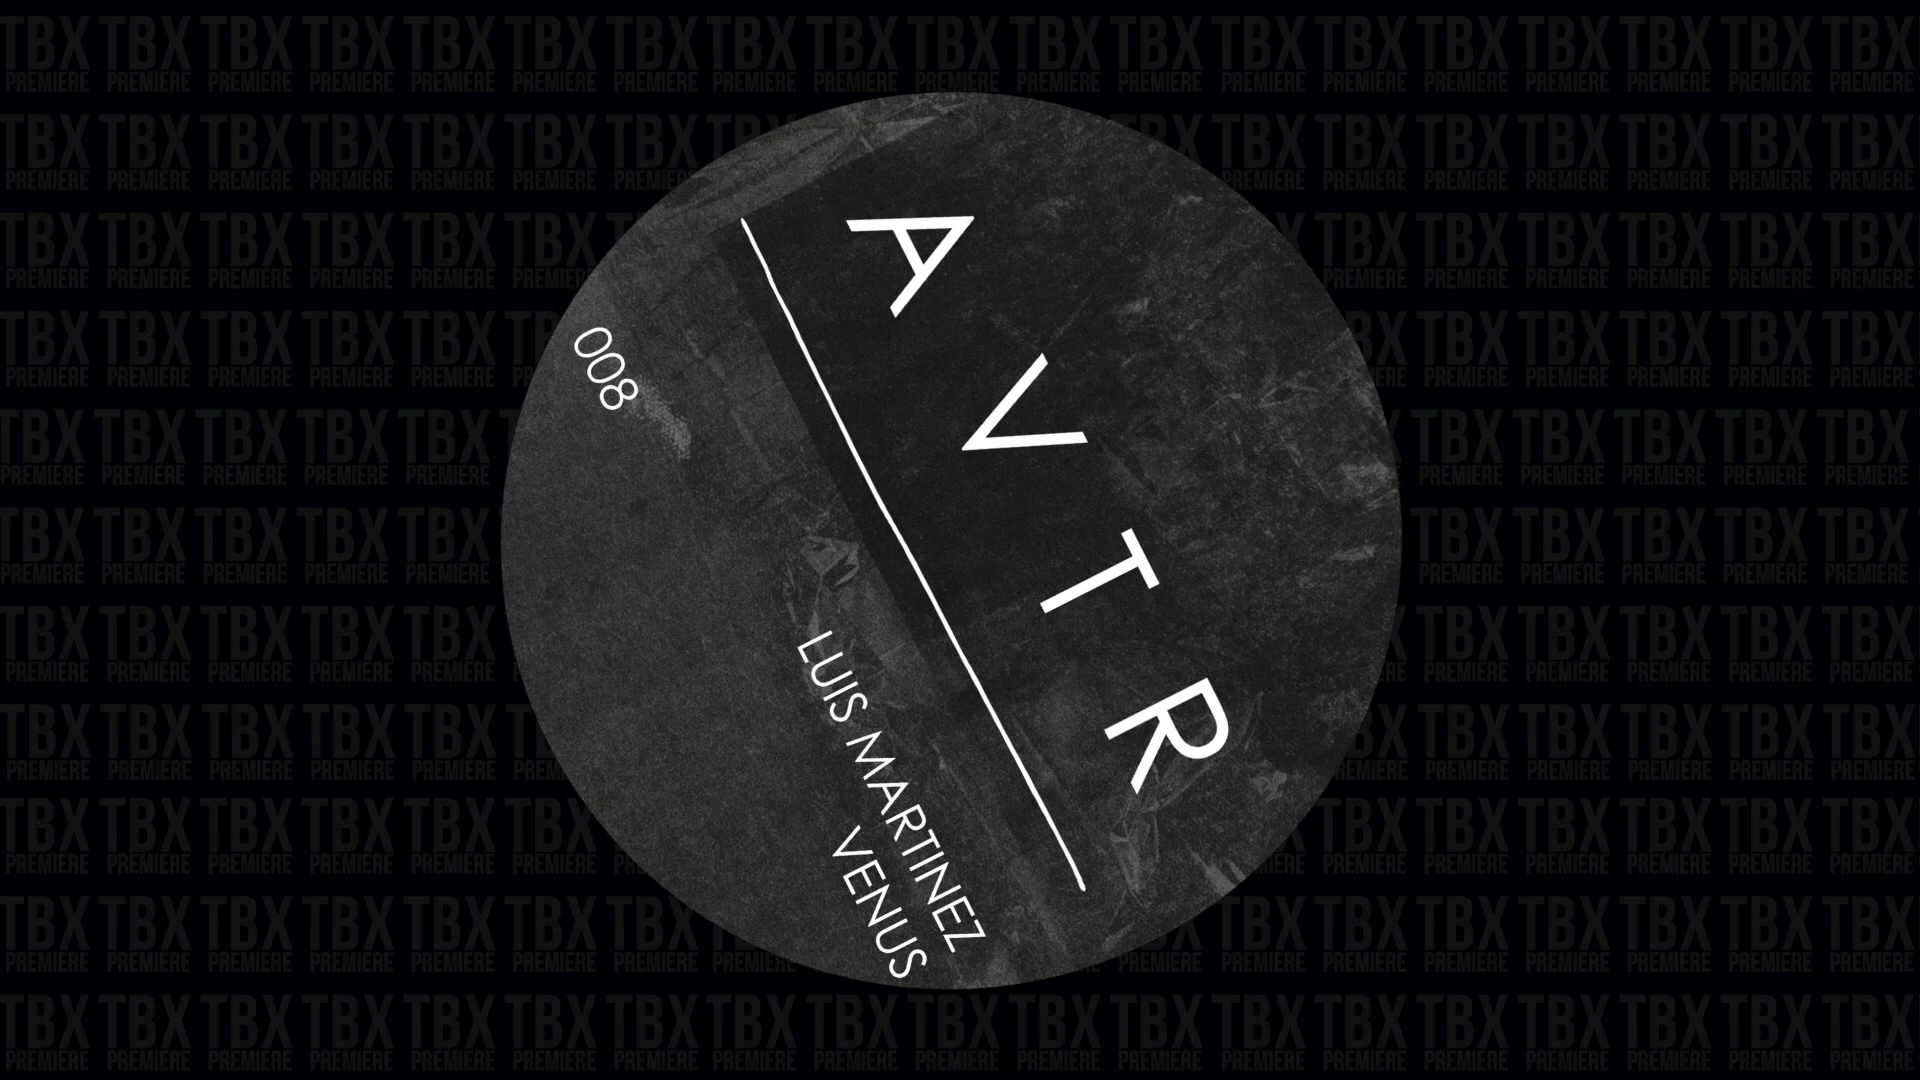 AVTR
008
LUIS MARTINEZ
VENUS
TBX
PREMIERE